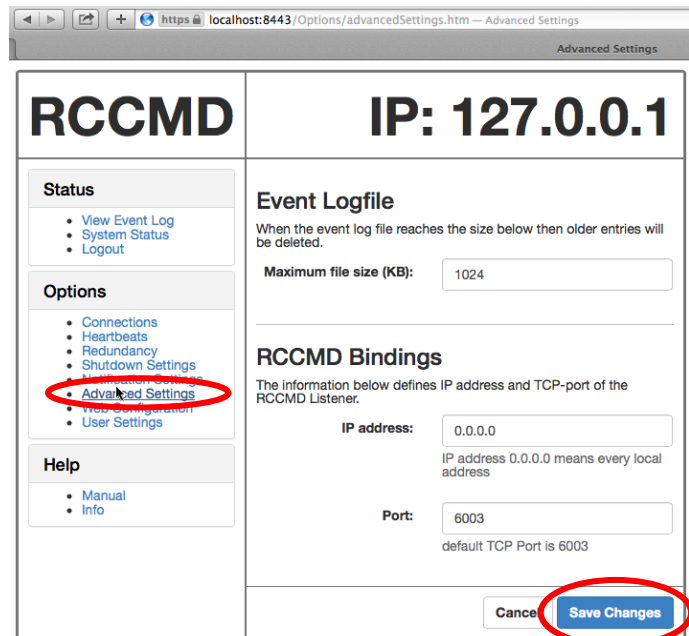 https localhost:8443/Options/advancedSettings.htm — Advanced Settings
Advanced Settings
RCCMD
IP: 127.0.0.1
Status
View Event Log
System Status
Logout
Options
Connections
Heartbeats
Redundancy
Shutdown Settings
Notification Settings
Advanced Settings
Web Configuration
User Settings
Help
Manual
Info
Event Logfile
When the event log file reaches the size below then older entries will
be deleted.
Maximum file size (KB):
1024
RCCMD Bindings
The information below defines IP address and TCP-port of the
RCCMD Listener.
IP address:
0.0.0.0
IP address 0.0.0.0 means every local
address
Port:
6003
default TCP Port is 6003
Cancel
Save Changes